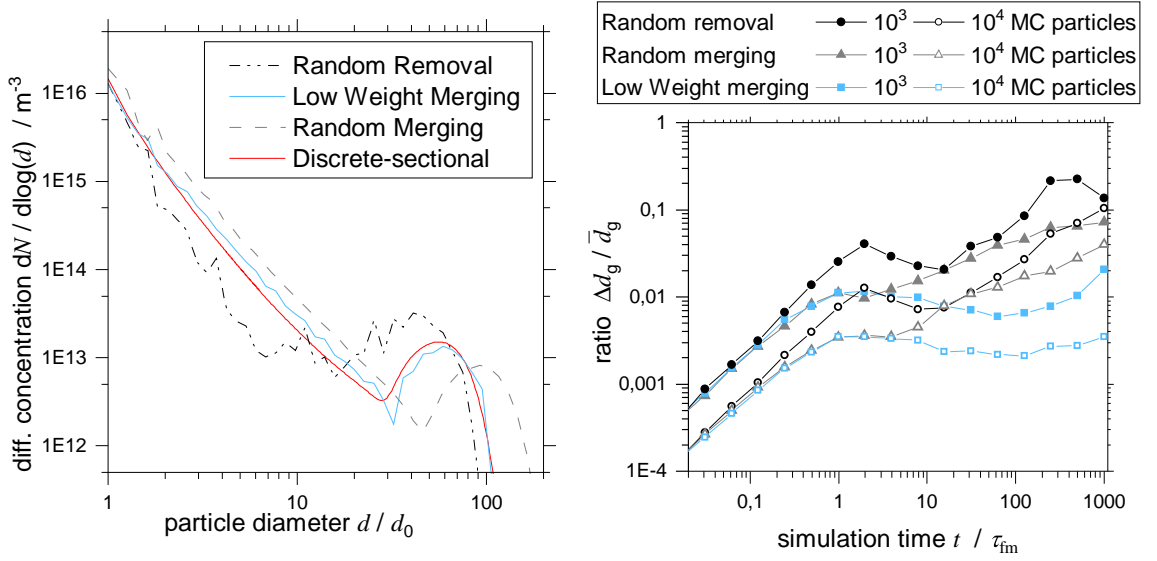 diff. concentration dN / dlog(d) / m⁻³
1E16
1E15
1E14
1E13
1E12
Random Removal
Low Weight Merging
Random Merging
Discrete-sectional
1 10 100
particle diameter d / d₀
Random removal 10³ 10⁴ MC particles
Random merging 10³ 10⁴ MC particles
Low Weight merging 10³ 10⁴ MC particles
ratio Δd_g / d̅_g
1
0,1
0,01
0,001
1E-4
0,1 1 10 100 1000
simulation time t / τ_fm